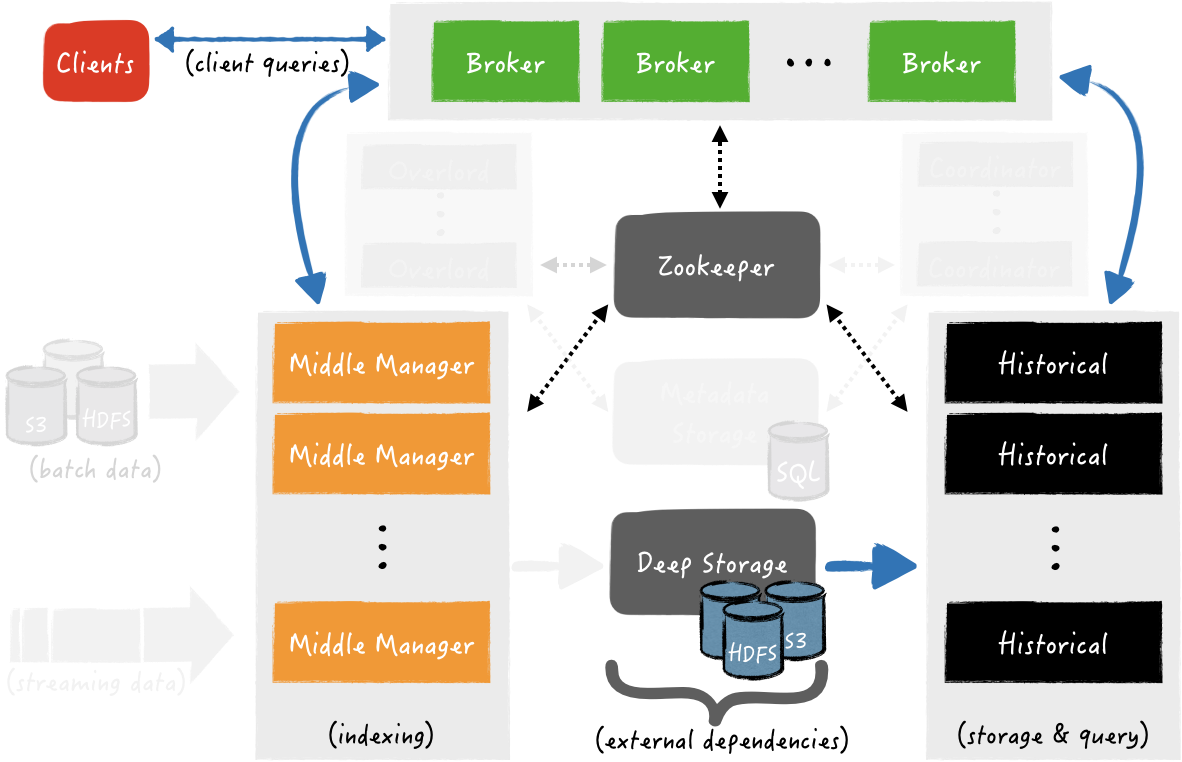 Clients
(client queries)
Broker
Broker
...
Broker
Overlord
Overlord
Zookeeper
Coordinator
Coordinator
Middle Manager
Middle Manager
Middle Manager
(indexing)
S3
HDFS
(batch data)
(streaming data)
Metadata
Storage
SQL
Deep Storage
HDFS
S3
(external dependencies)
Historical
Historical
Historical
(storage & query)